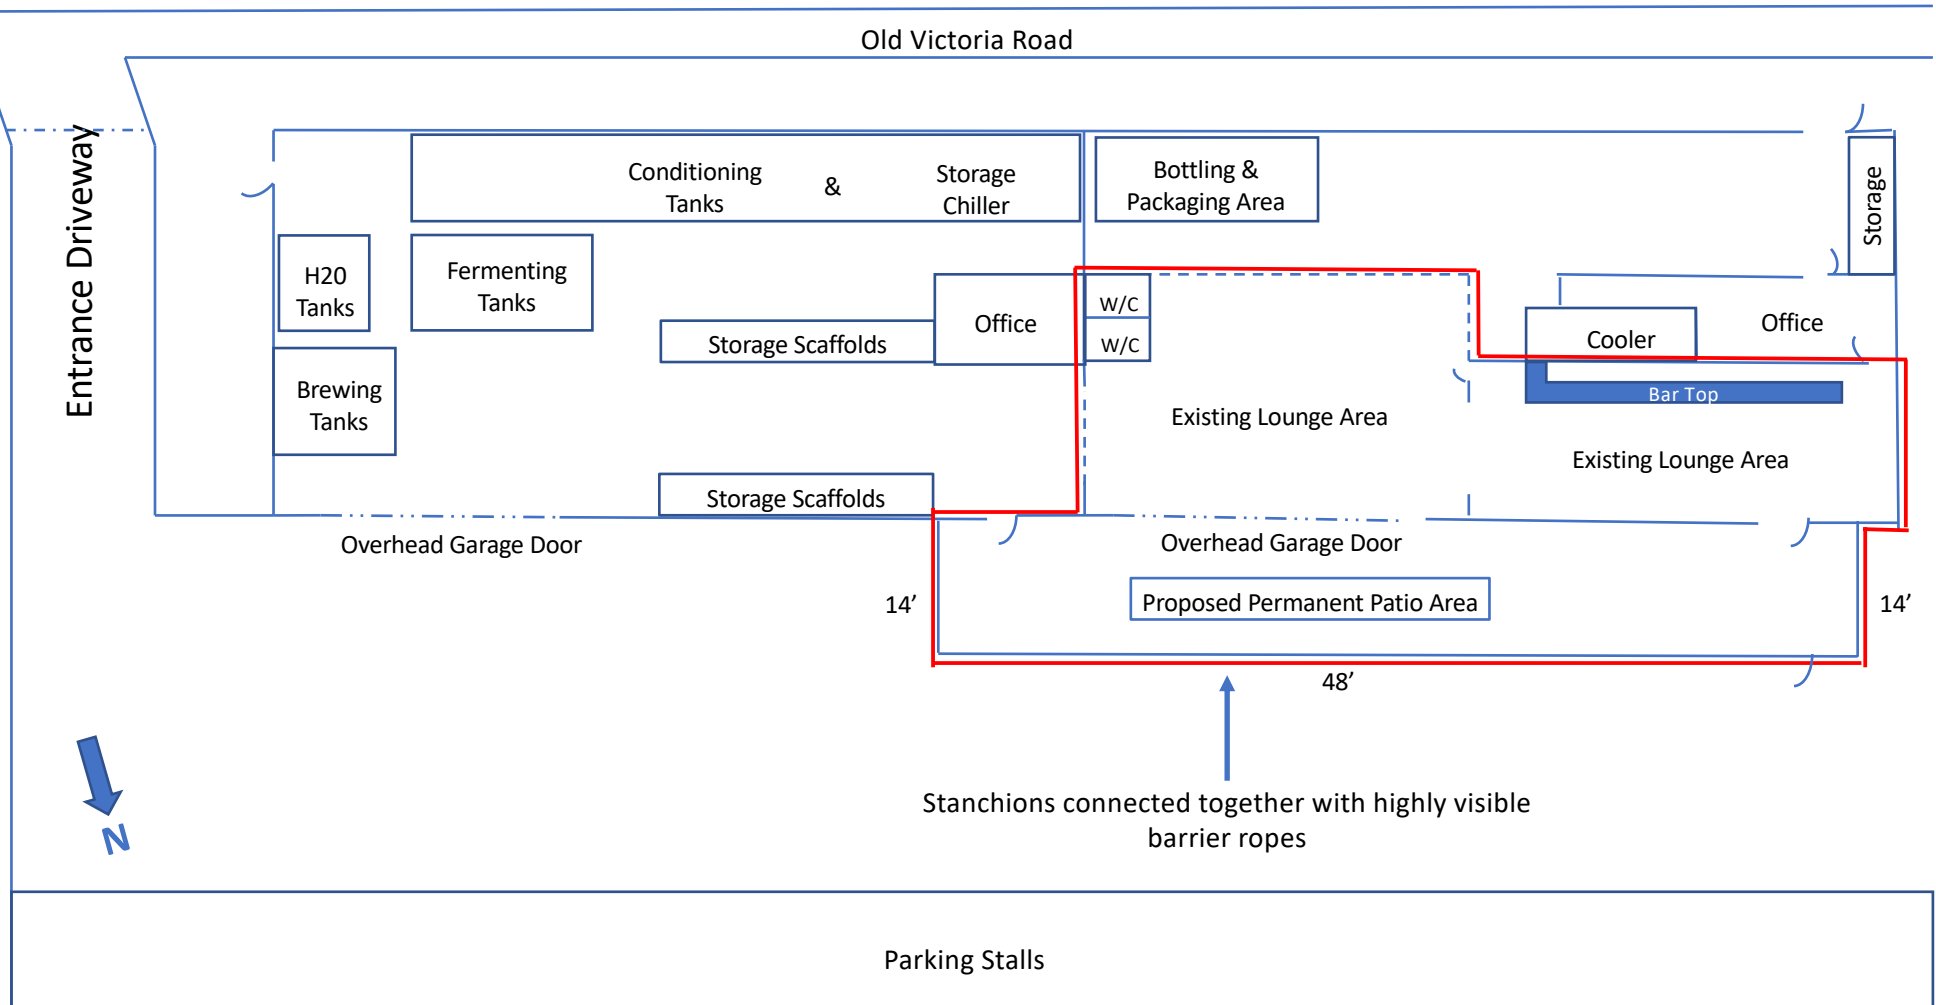 Old Victoria Road
Entrance Driveway
Conditioning
Tanks
&
Storage
Chiller
Bottling &
Packaging Area
Storage
H20
Tanks
Fermenting
Tanks
Storage Scaffolds
Office
W/C
W/C
Cooler
Office
Brewing
Tanks
Bar Top
Existing Lounge Area
Existing Lounge Area
Storage Scaffolds
Overhead Garage Door
Overhead Garage Door
14’
Proposed Permanent Patio Area
14’
48’
N
Stanchions connected together with highly visible
barrier ropes
Parking Stalls